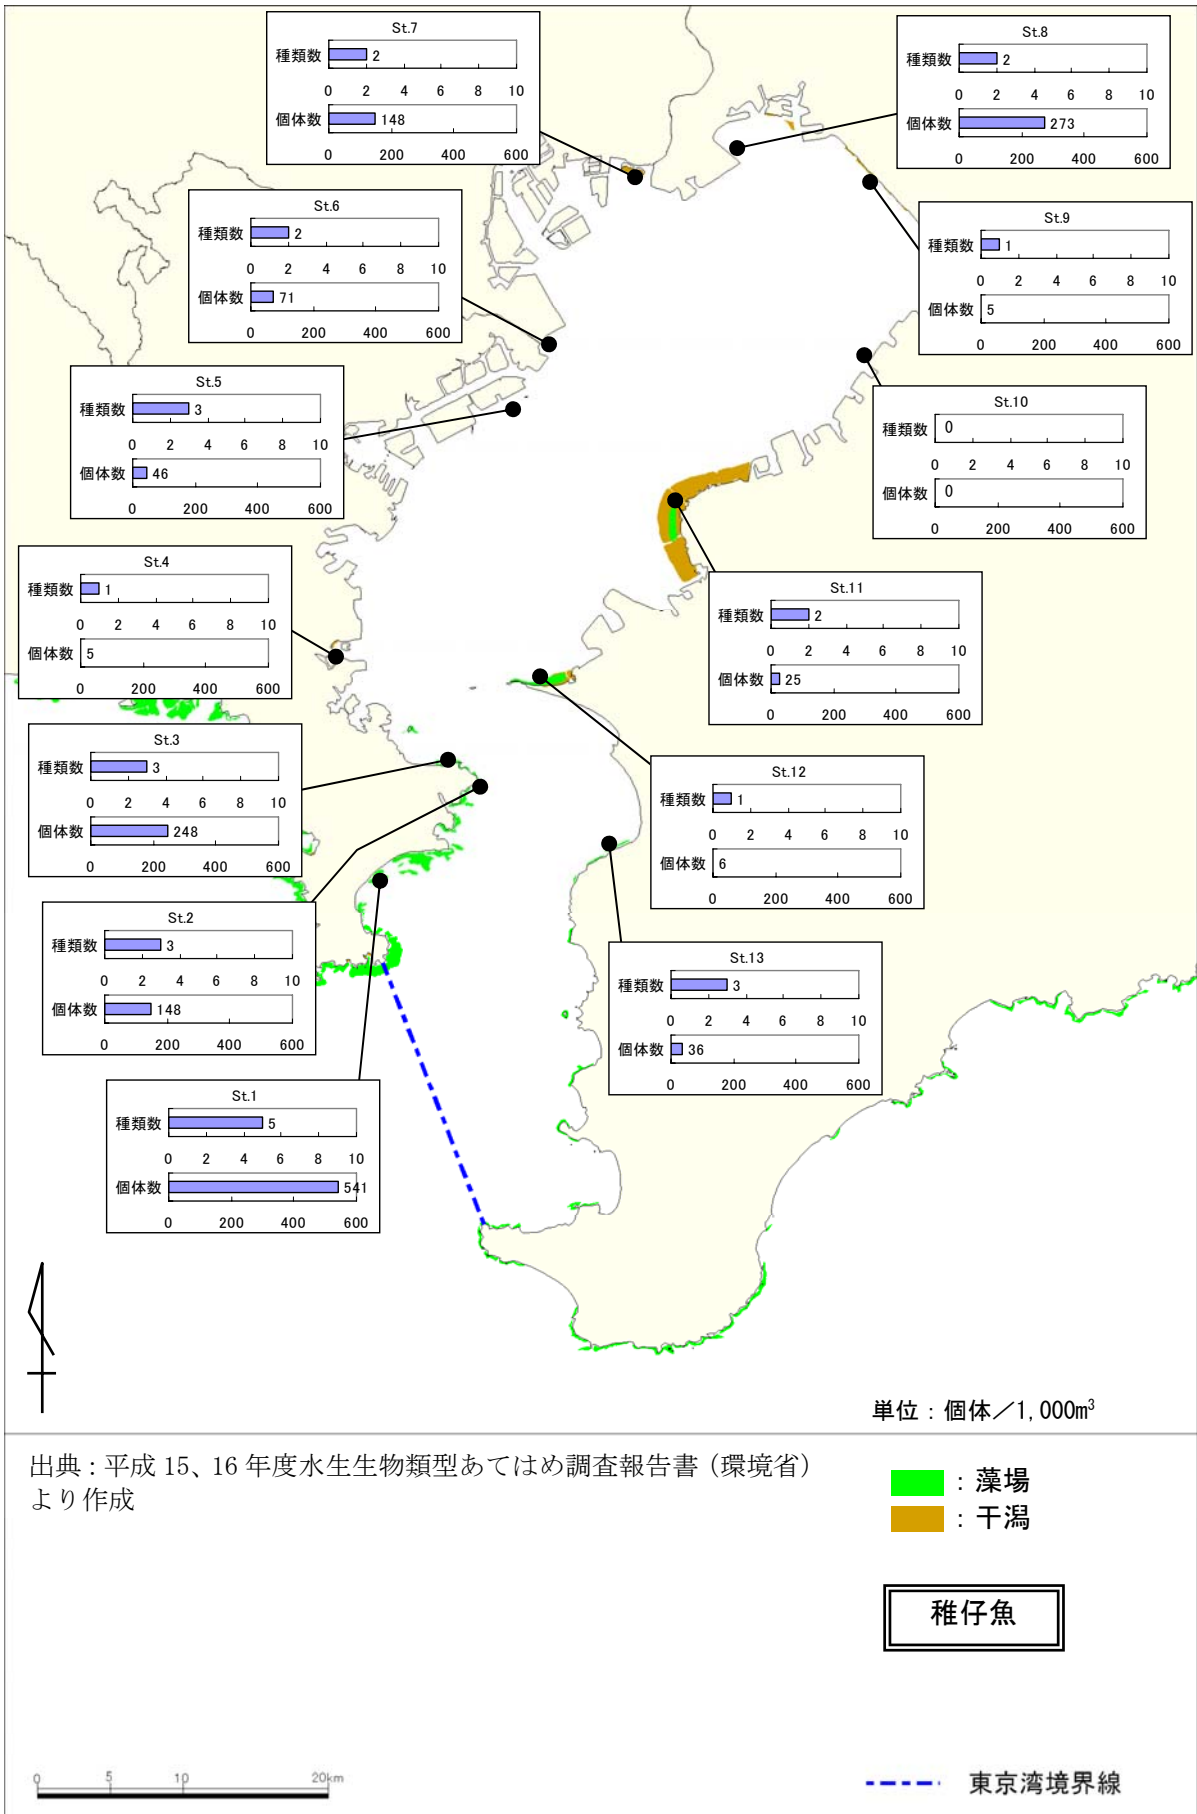 St.7
種類数 2
0 2 4 6 8 10
個体数 148
0 200 400 600
St.8
種類数 2
0 2 4 6 8 10
個体数 273
0 200 400 600
St.6
種類数 2
0 2 4 6 8 10
個体数 71
0 200 400 600
St.9
種類数 1
0 2 4 6 8 10
個体数 5
0 200 400 600
St.5
種類数 3
0 2 4 6 8 10
個体数 46
0 200 400 600
St.10
種類数 0
0 2 4 6 8 10
個体数 0
0 200 400 600
St.4
種類数 1
0 2 4 6 8 10
個体数 5
0 200 400 600
St.11
種類数 2
0 2 4 6 8 10
個体数 25
0 200 400 600
St.3
種類数 3
0 2 4 6 8 10
個体数 248
0 200 400 600
St.12
種類数 1
0 2 4 6 8 10
個体数 6
0 200 400 600
St.2
種類数 3
0 2 4 6 8 10
個体数 148
0 200 400 600
St.13
種類数 3
0 2 4 6 8 10
個体数 36
0 200 400 600
St.1
種類数 5
0 2 4 6 8 10
個体数 541
0 200 400 600
単位：個体／1,000m³
出典：平成 15、16 年度水生生物類型あてはめ調査報告書（環境省）
より作成
：藻場
：干潟
稚仔魚
0 5 10 20km
東京湾境界線